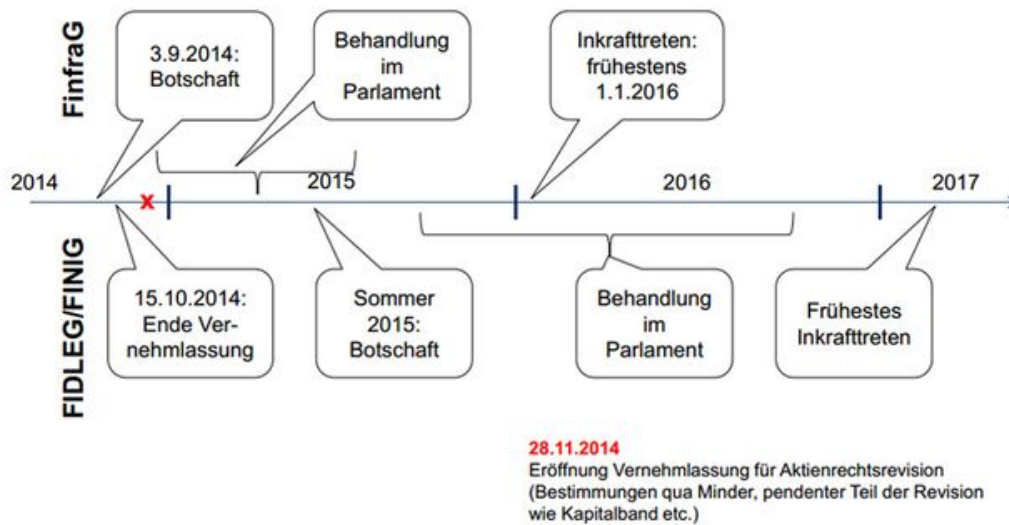 FinfraG
3.9.2014:
Botschaft
Behandlung
im
Parlament
Inkrafttreten:
frühestens
1.1.2016
2014
2015
2016
2017
x
FIDLEG/FINIG
15.10.2014:
Ende Ver-
nehmlassung
Sommer
2015:
Botschaft
Behandlung
im
Parlament
Frühestes
Inkrafttreten
28.11.2014
Eröffnung Vernehmlassung für Aktienrechtsrevision
(Bestimmungen qua Minder, pendenter Teil der Revision
wie Kapitalband etc.)